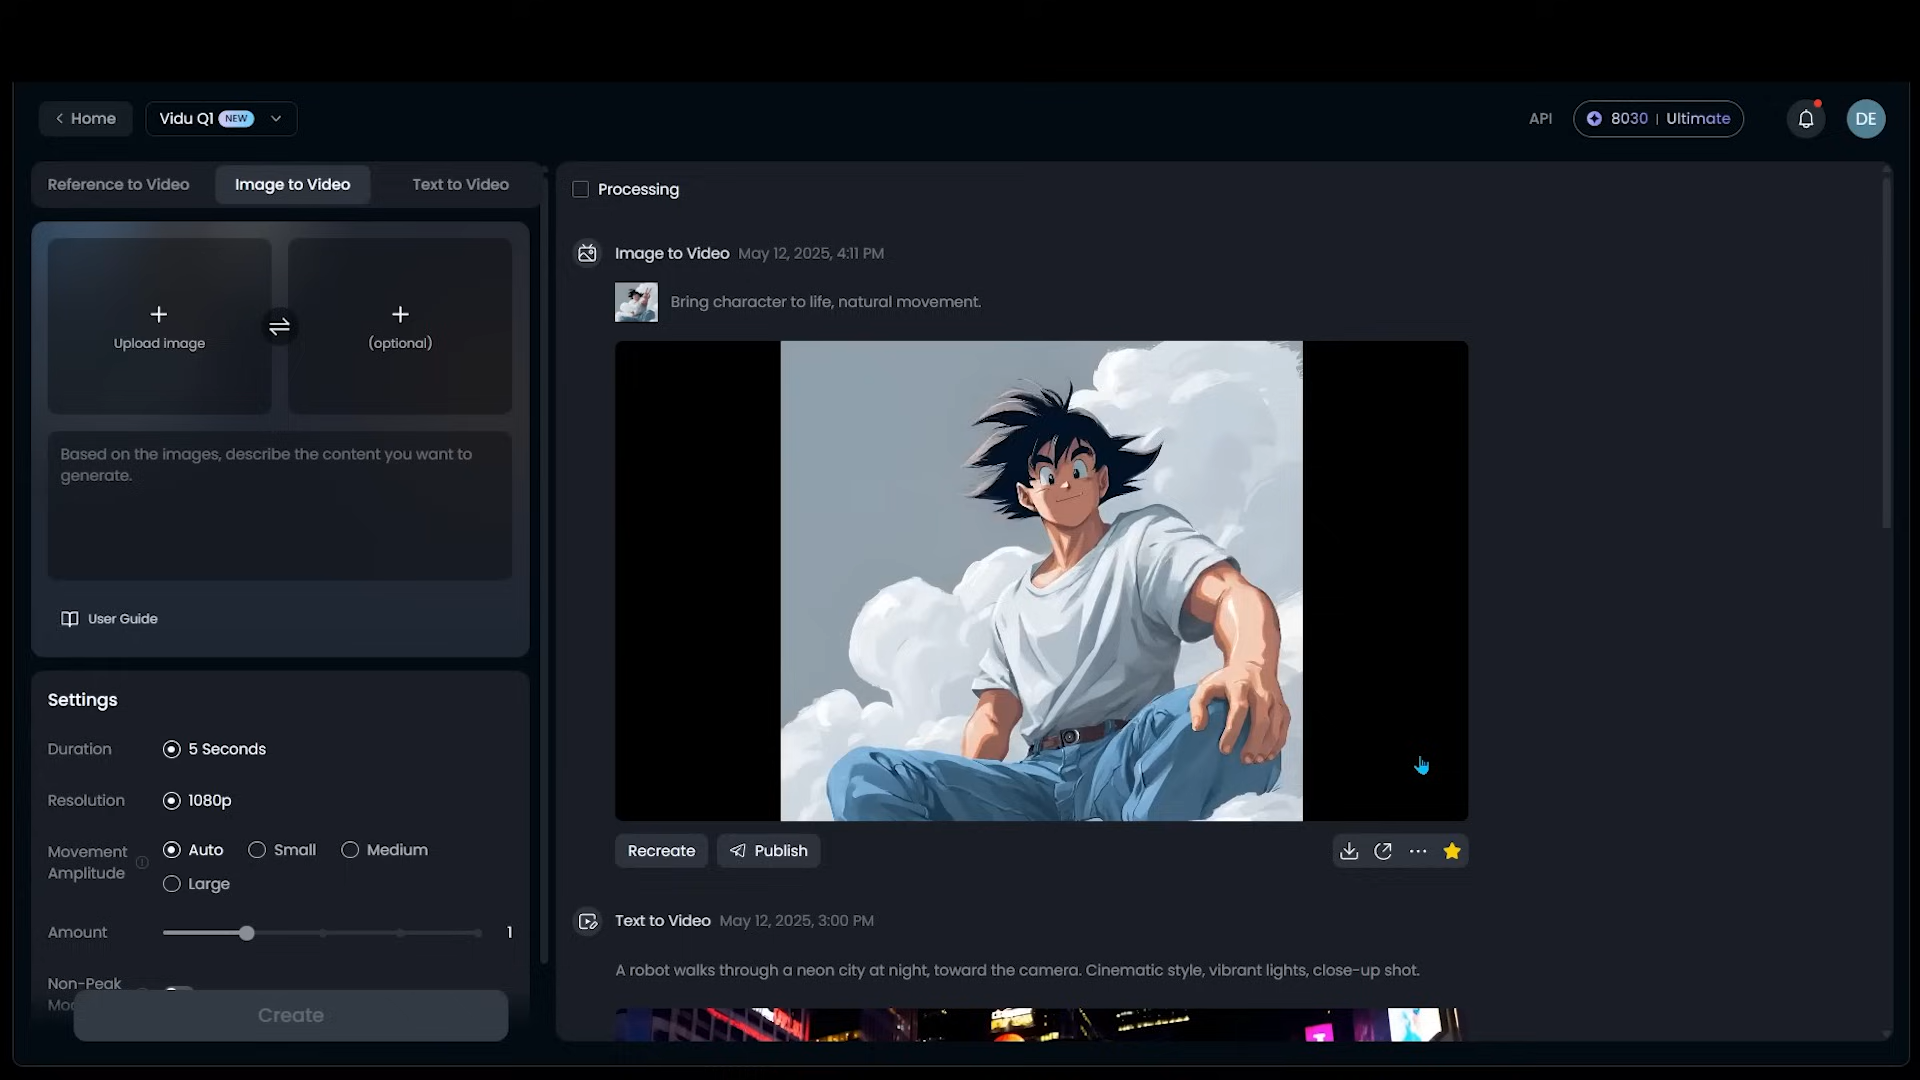 Home
Vidu Q1 NEW
API
8030 | Ultimate
DE
Reference to Video
Image to Video
Text to Video
Upload image
(optional)
Based on the images, describe the content you want to
generate.
User Guide
Settings
Duration
5 Seconds
Resolution
1080p
Movement
Amplitude
Auto
Small
Medium
Large
Amount
1
Non-Peak
Create
Processing
Image to Video May 12, 2025, 4:11 PM
Bring character to life, natural movement.
Recreate
Publish
Text to Video May 12, 2025, 3:00 PM
A robot walks through a neon city at night, toward the camera. Cinematic style, vibrant lights, close-up shot.